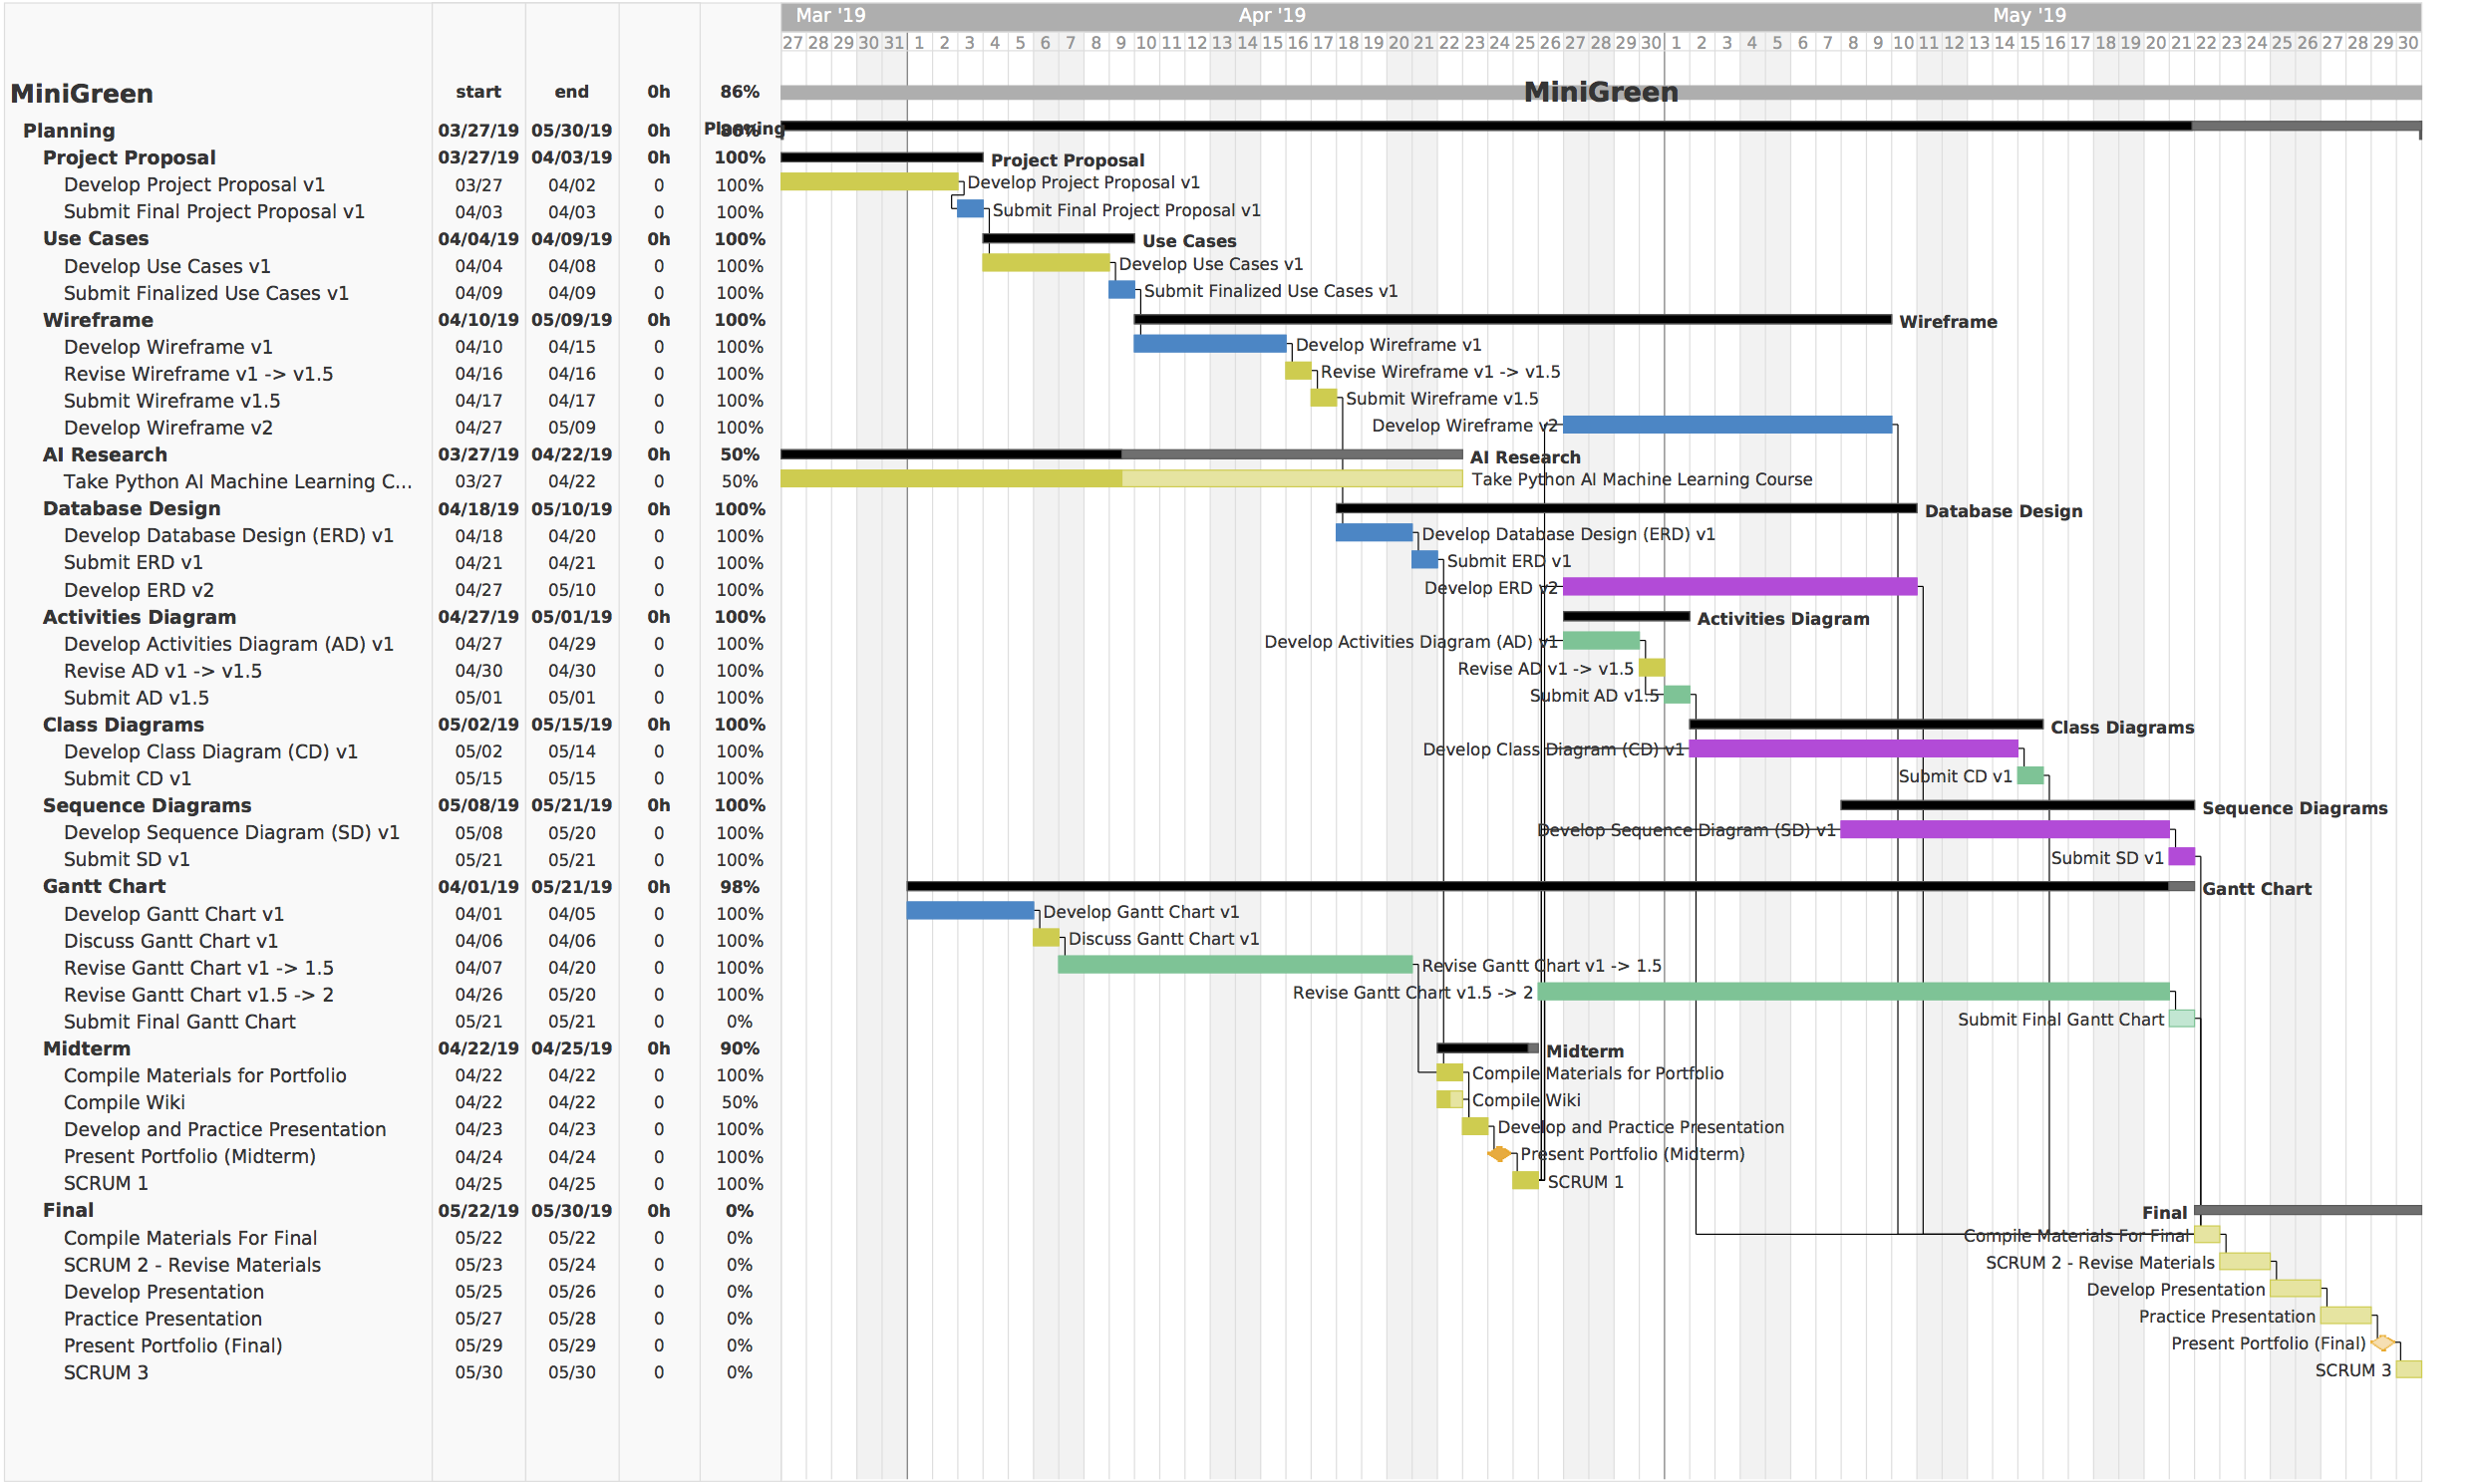 Mar '19 Apr '19 May '19
27 28 29 30 31 1 2 3 4 5 6 7 8 9 10 11 12 13 14 15 16 17 18 19 20 21 22 23 24 25 26 27 28 29 30 1 2 3 4 5 6 7 8 9 10 11 12 13 14 15 16 17 18 19 20 21 22 23 24 25 26 27 28 29 30
MiniGreen start end 0h 86% MiniGreen
Planning 03/27/19 05/30/19 0h 86% Planning
Project Proposal 03/27/19 04/03/19 0h 100% Project Proposal
Develop Project Proposal v1 03/27 04/02 0 100% Develop Project Proposal v1
Submit Final Project Proposal v1 04/03 04/03 0 100% Submit Final Project Proposal v1
Use Cases 04/04/19 04/09/19 0h 100% Use Cases
Develop Use Cases v1 04/04 04/08 0 100% Develop Use Cases v1
Submit Finalized Use Cases v1 04/09 04/09 0 100% Submit Finalized Use Cases v1
Wireframe 04/10/19 05/09/19 0h 100% Wireframe
Develop Wireframe v1 04/10 04/15 0 100% Develop Wireframe v1
Revise Wireframe v1 -> v1.5 04/16 04/16 0 100% Revise Wireframe v1 -> v1.5
Submit Wireframe v1.5 04/17 04/17 0 100% Submit Wireframe v1.5
Develop Wireframe v2 04/27 05/09 0 100% Develop Wireframe v2
AI Research 03/27/19 04/22/19 0h 50% AI Research
Take Python AI Machine Learning C... 03/27 04/22 0 50% Take Python AI Machine Learning Course
Database Design 04/18/19 05/10/19 0h 100% Database Design
Develop Database Design (ERD) v1 04/18 04/20 0 100% Develop Database Design (ERD) v1
Submit ERD v1 04/21 04/21 0 100% Submit ERD v1
Develop ERD v2 04/27 05/10 0 100% Develop ERD v2
Activities Diagram 04/27/19 05/01/19 0h 100% Activities Diagram
Develop Activities Diagram (AD) v1 04/27 04/29 0 100% Develop Activities Diagram (AD) v1
Revise AD v1 -> v1.5 04/30 04/30 0 100% Revise AD v1 -> v1.5
Submit AD v1.5 05/01 05/01 0 100% Submit AD v1.5
Class Diagrams 05/02/19 05/15/19 0h 100% Class Diagrams
Develop Class Diagram (CD) v1 05/02 05/14 0 100% Develop Class Diagram (CD) v1
Submit CD v1 05/15 05/15 0 100% Submit CD v1
Sequence Diagrams 05/08/19 05/21/19 0h 100% Sequence Diagrams
Develop Sequence Diagram (SD) v1 05/08 05/20 0 100% Develop Sequence Diagram (SD) v1
Submit SD v1 05/21 05/21 0 100% Submit SD v1
Gantt Chart 04/01/19 05/21/19 0h 98% Gantt Chart
Develop Gantt Chart v1 04/01 04/05 0 100% Develop Gantt Chart v1
Discuss Gantt Chart v1 04/06 04/06 0 100% Discuss Gantt Chart v1
Revise Gantt Chart v1 -> 1.5 04/07 04/20 0 100% Revise Gantt Chart v1 -> 1.5
Revise Gantt Chart v1.5 -> 2 04/26 05/20 0 100% Revise Gantt Chart v1.5 -> 2
Submit Final Gantt Chart 05/21 05/21 0 0% Submit Final Gantt Chart
Midterm 04/22/19 04/25/19 0h 90% Midterm
Compile Materials for Portfolio 04/22 04/22 0 100% Compile Materials for Portfolio
Compile Wiki 04/22 04/22 0 50% Compile Wiki
Develop and Practice Presentation 04/23 04/23 0 100% Develop and Practice Presentation
Present Portfolio (Midterm) 04/24 04/24 0 100% Present Portfolio (Midterm)
SCRUM 1 04/25 04/25 0 100% SCRUM 1
Final 05/22/19 05/30/19 0h 0% Final
Compile Materials For Final 05/22 05/22 0 0% Compile Materials For Final
SCRUM 2 - Revise Materials 05/23 05/24 0 0% SCRUM 2 - Revise Materials
Develop Presentation 05/25 05/26 0 0% Develop Presentation
Practice Presentation 05/27 05/28 0 0% Practice Presentation
Present Portfolio (Final) 05/29 05/29 0 0% Present Portfolio (Final)
SCRUM 3 05/30 05/30 0 0% SCRUM 3